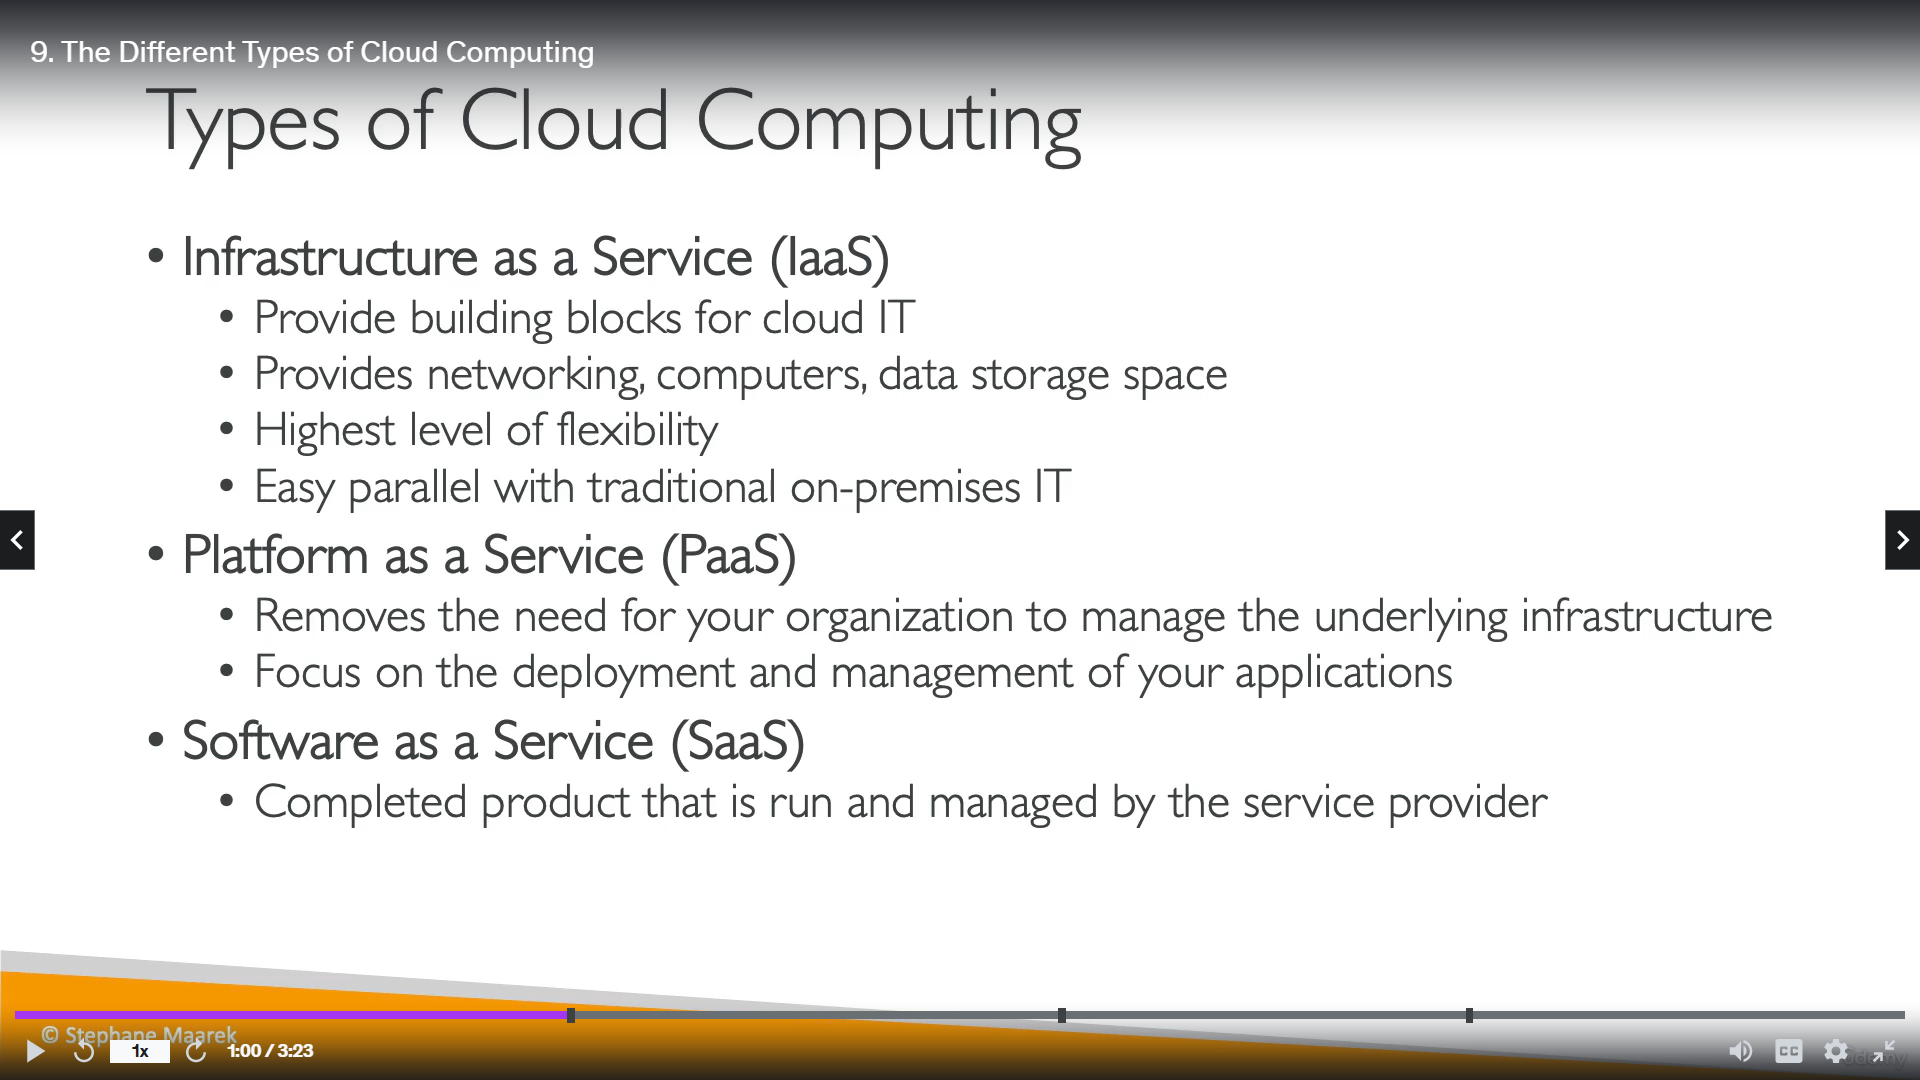 9. The Different Types of Cloud Computing
Types of Cloud Computing
• Infrastructure as a Service (IaaS)
• Provide building blocks for cloud IT
• Provides networking, computers, data storage space
• Highest level of flexibility
• Easy parallel with traditional on-premises IT
• Platform as a Service (PaaS)
• Removes the need for your organization to manage the underlying infrastructure
• Focus on the deployment and management of your applications
• Software as a Service (SaaS)
• Completed product that is run and managed by the service provider
© Stephane Maarek
1x
1:00 / 3:23
CC